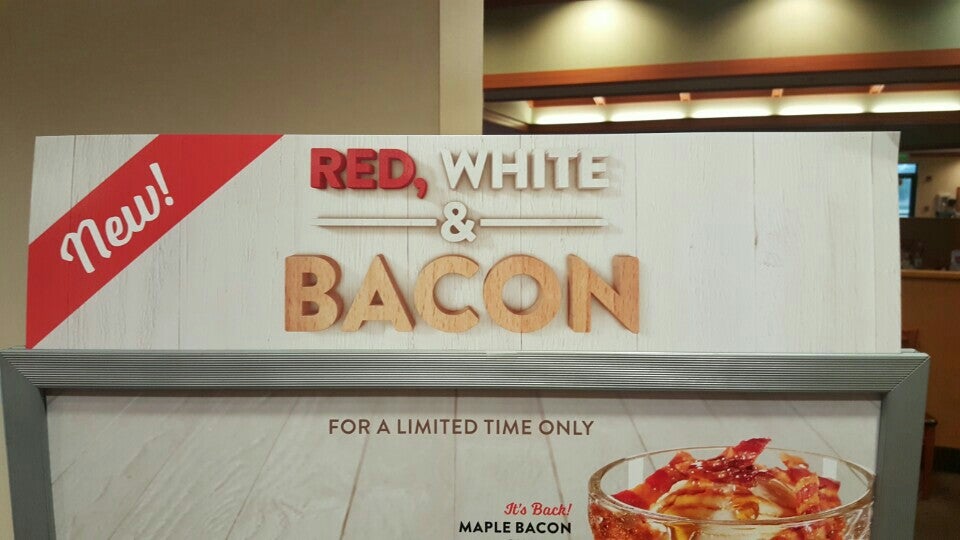 New!
RED, WHITE
&
BACON
FOR A LIMITED TIME ONLY
It's Back!
MAPLE BACON